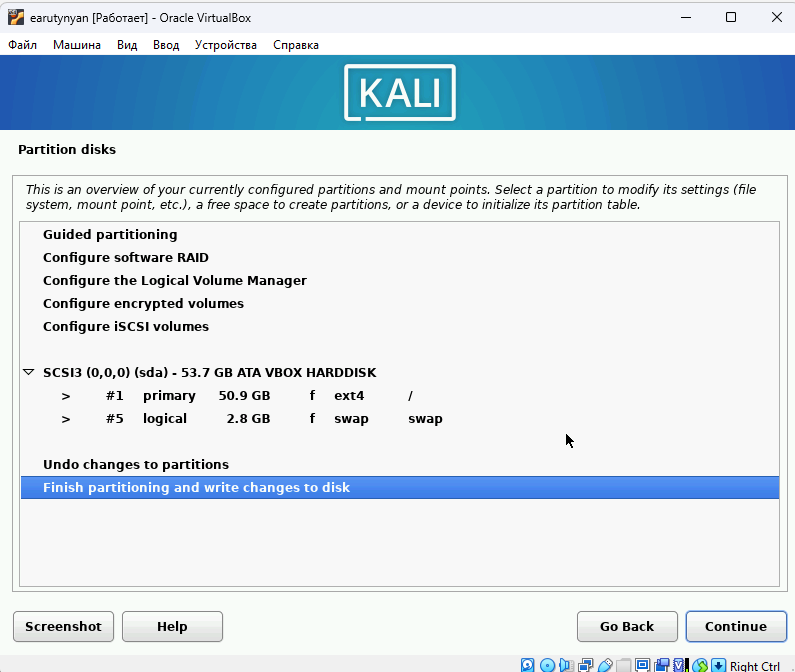 earutynyan [Работает] - Oracle VirtualBox
Файл Машина Вид Ввод Устройства Справка
KALI
Partition disks
This is an overview of your currently configured partitions and mount points. Select a partition to modify its settings (file
system, mount point, etc.), a free space to create partitions, or a device to initialize its partition table.
Guided partitioning
Configure software RAID
Configure the Logical Volume Manager
Configure encrypted volumes
Configure iSCSI volumes
SCSI3 (0,0,0) (sda) - 53.7 GB ATA VBOX HARDDISK
> #1 primary 50.9 GB f ext4 /
> #5 logical 2.8 GB f swap swap
Undo changes to partitions
Finish partitioning and write changes to disk
Screenshot Help Go Back Continue
Right Ctrl